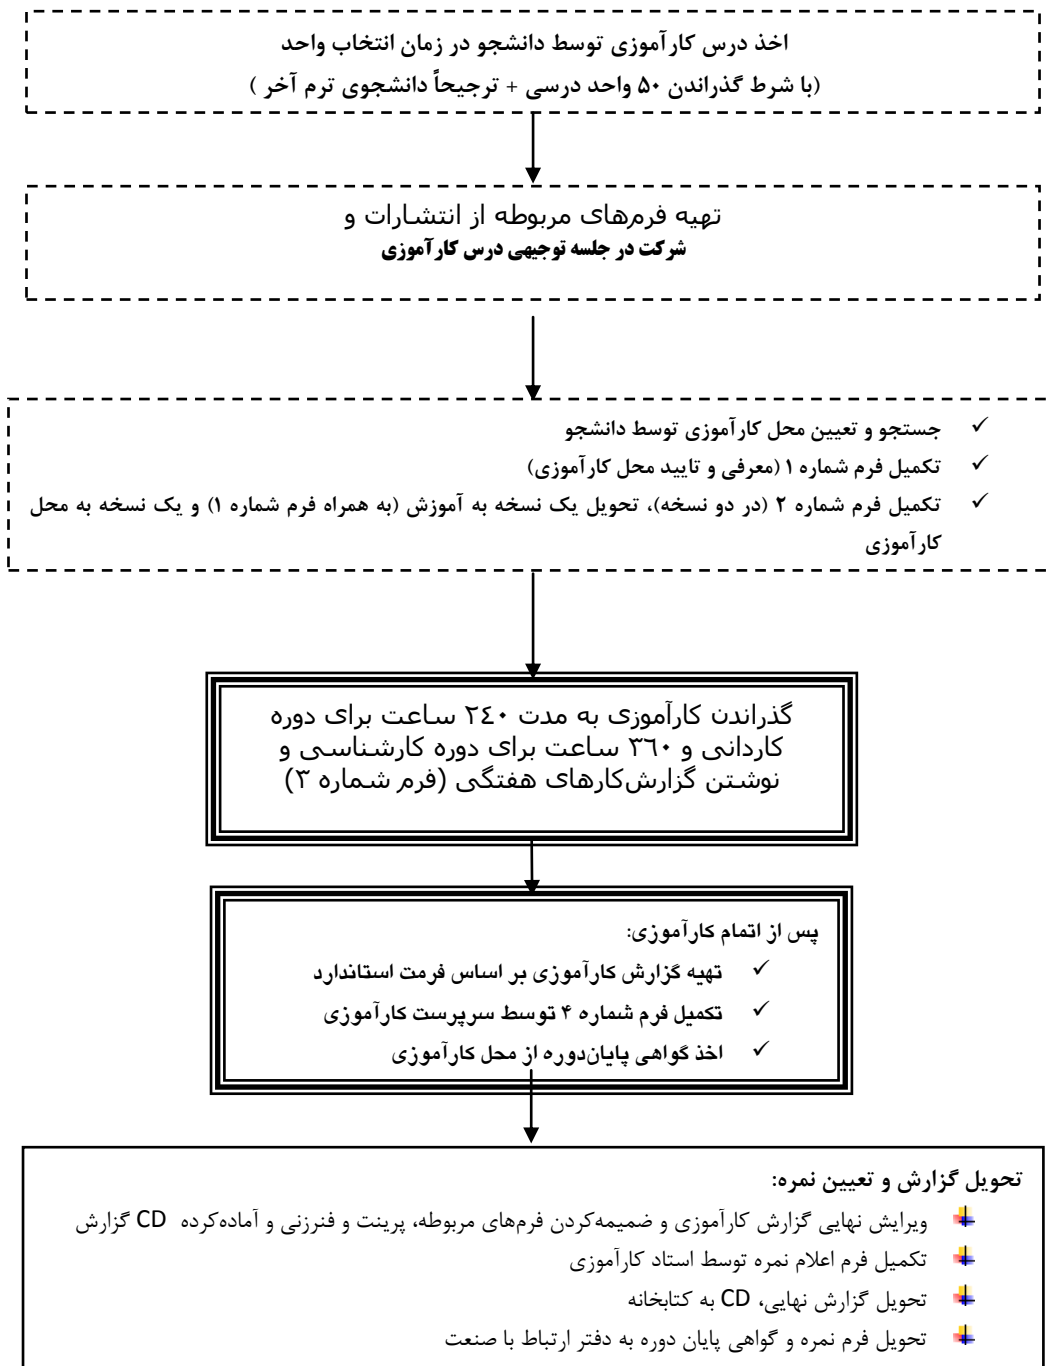 اخذ درس کارآموزی توسط دانشجو در زمان انتخاب واحد
(با شرط گذراندن ۵۰ واحد درسی + ترجیحاً دانشجوی ترم آخر )
تهیه فرم‌های مربوطه از انتشارات و
شرکت در جلسه توجیهی درس کارآموزی
✓ جستجو و تعیین محل کارآموزی توسط دانشجو
✓ تکمیل فرم شماره ۱ (معرفی و تایید محل کارآموزی)
✓ تکمیل فرم شماره ۲ (در دو نسخه)، تحویل یک نسخه به آموزش (به همراه فرم شماره ۱) و یک نسخه به محل
کارآموزی
گذراندن کارآموزی به مدت ۲٤۰ ساعت برای دوره
کاردانی و ۳٦۰ ساعت برای دوره کارشناسی و
نوشتن گزارش‌کارهای هفتگی (فرم شماره ۳)
پس از اتمام کارآموزی:
✓ تهیه گزارش کارآموزی بر اساس فرمت استاندارد
✓ تکمیل فرم شماره ۴ توسط سرپرست کارآموزی
✓ اخذ گواهی پایان‌دوره از محل کارآموزی
تحویل گزارش و تعیین نمره:
ویرایش نهایی گزارش کارآموزی و ضمیمه‌کردن فرم‌های مربوطه، پرینت و فنرزنی و آماده‌کرده CD گزارش
تکمیل فرم اعلام نمره توسط استاد کارآموزی
تحویل گزارش نهایی، CD به کتابخانه
تحویل فرم نمره و گواهی پایان دوره به دفتر ارتباط با صنعت